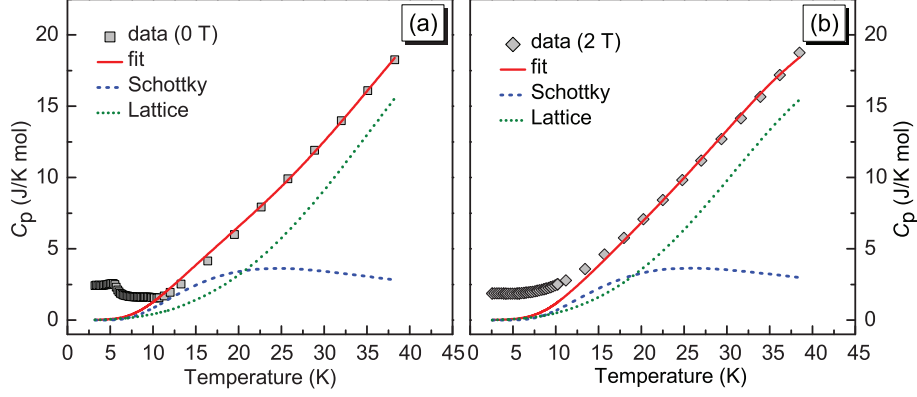 (a)
data (0 T)
fit
Schottky
Lattice
20
15
10
5
0
Cp (J/K mol)
0 5 10 15 20 25 30 35 40 45
Temperature (K)
(b)
data (2 T)
fit
Schottky
Lattice
0 5 10 15 20 25 30 35 40 45
Temperature (K)
20
15
10
5
0
Cp (J/K mol)